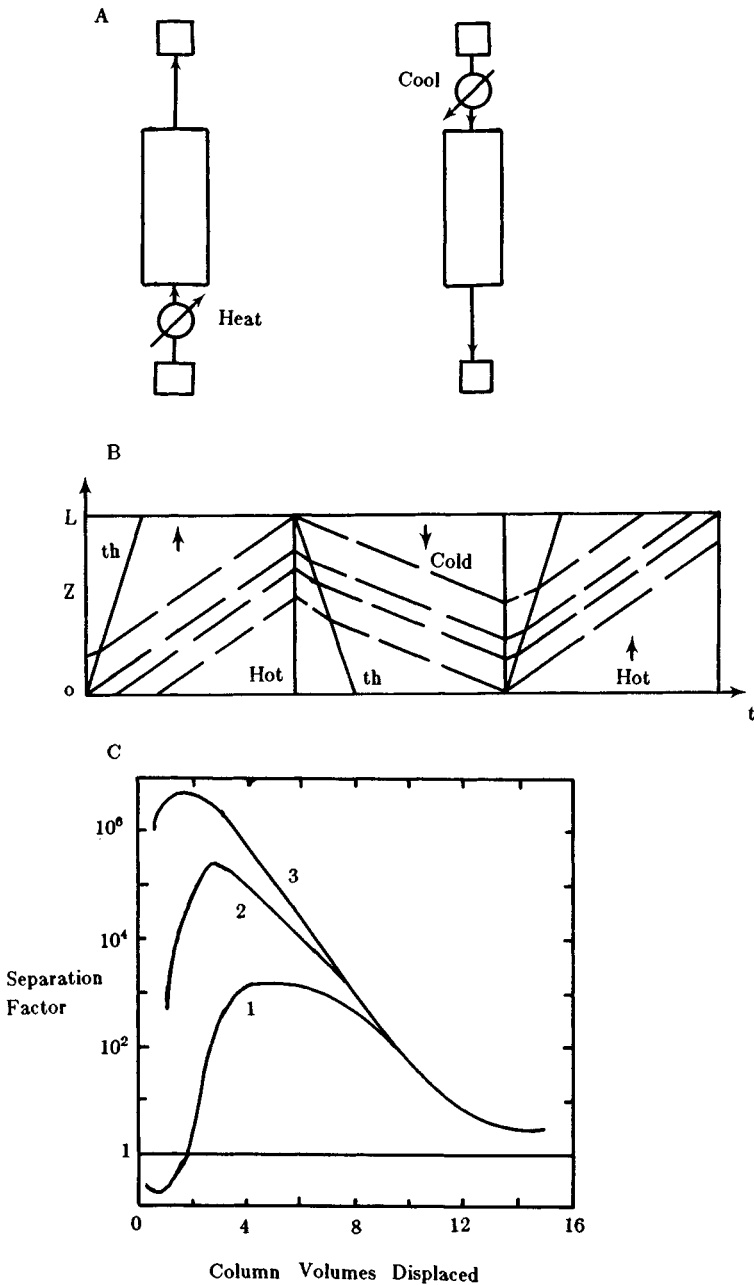 A
Cool
Heat
B
L
th
Cold
Z
Hot
th
Hot
o
t
C
10⁶
3
2
10⁴
Separation
Factor
1
10²
1
0 4 8 12 16
Column Volumes Displaced